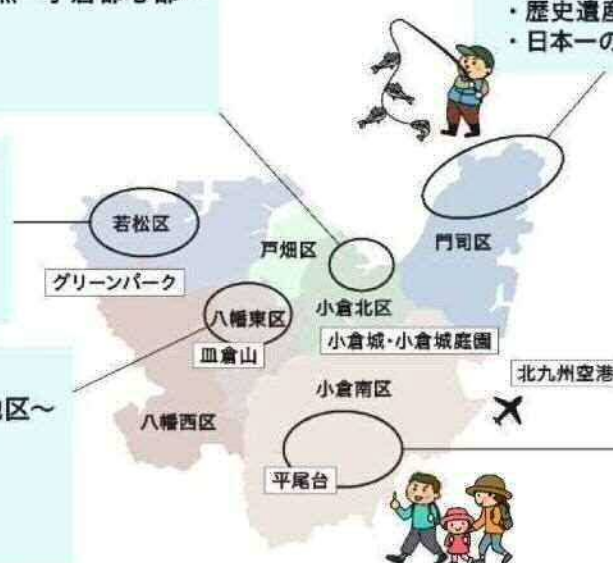 ・歴史遺産
・日本一の
若松区
グリーンパーク
戸畑区
門司区
八幡東区
皿倉山
小倉北区
小倉城・小倉城庭園
北九州空港
小倉南区
区～
八幡西区
平尾台